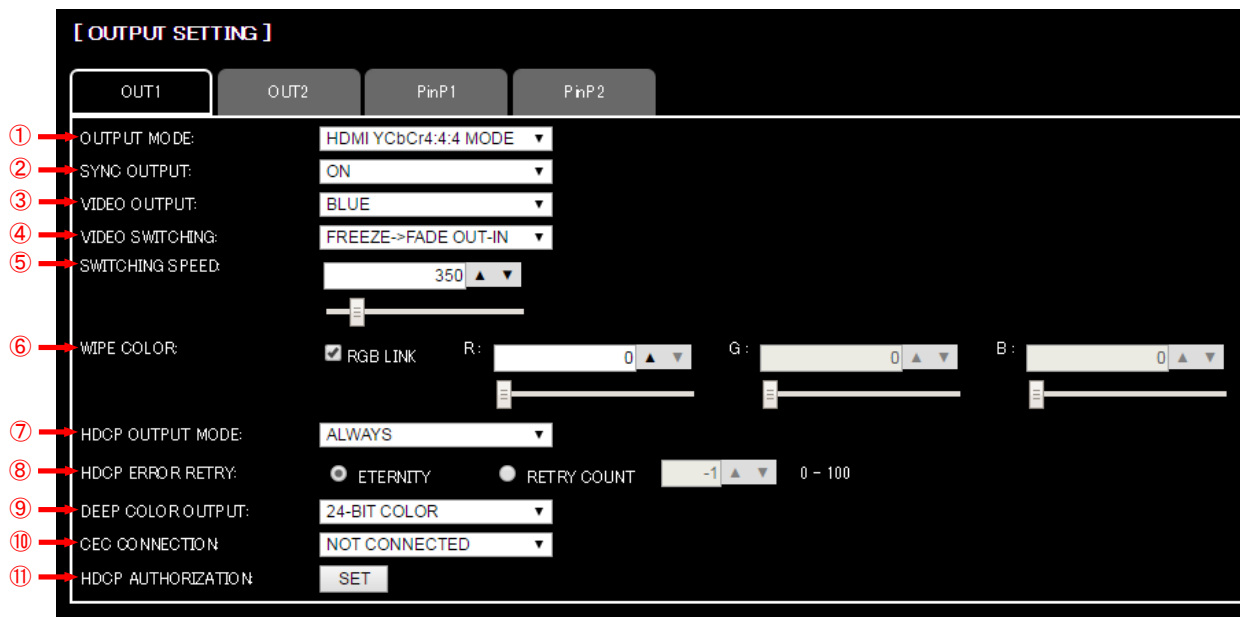 [ OUTPUT SETTING ]
OUT1 OUT2 PinP1 PinP2
① OUTPUT MODE: HDMI YCbCr4:4:4 MODE ▼
② SYNC OUTPUT: ON ▼
③ VIDEO OUTPUT: BLUE ▼
④ VIDEO SWITCHING: FREEZE->FADE OUT-IN ▼
⑤ SWITCHING SPEED: 350 ▲ ▼
⑥ WIPE COLOR: RGB LINK R: 0 ▲ ▼ G: 0 ▲ ▼ B: 0 ▲ ▼
⑦ HDCP OUTPUT MODE: ALWAYS ▼
⑧ HDCP ERROR RETRY: ETERNITY RETRY COUNT -1 ▲ ▼ 0 - 100
⑨ DEEP COLOR OUTPUT: 24-BIT COLOR ▼
⑩ CEC CONNECTION: NOT CONNECTED ▼
⑪ HDCP AUTHORIZATION: SET